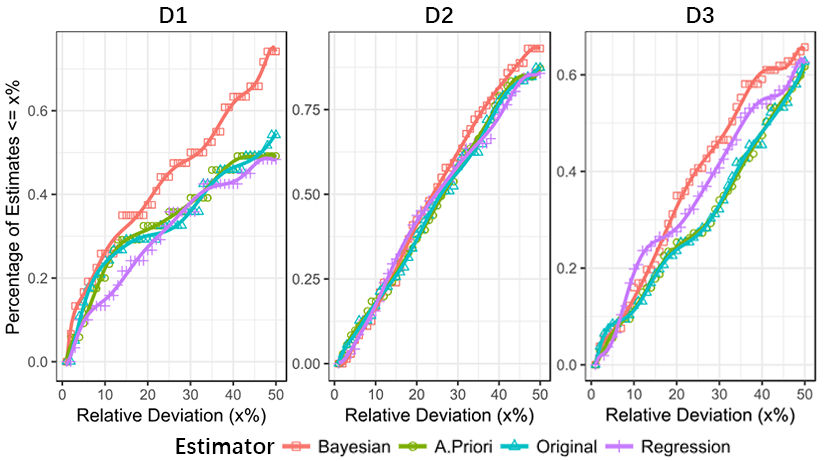 D1 D2 D3
Percentage of Estimates <= x%
0.6
0.4
0.2
0.0
0.75
0.50
0.25
0.00
0.6
0.4
0.2
0.0
0 10 20 30 40 50
0 10 20 30 40 50
0 10 20 30 40 50
Relative Deviation (x%) Relative Deviation (x%) Relative Deviation (x%)
Estimator Bayesian A.Priori Original Regression